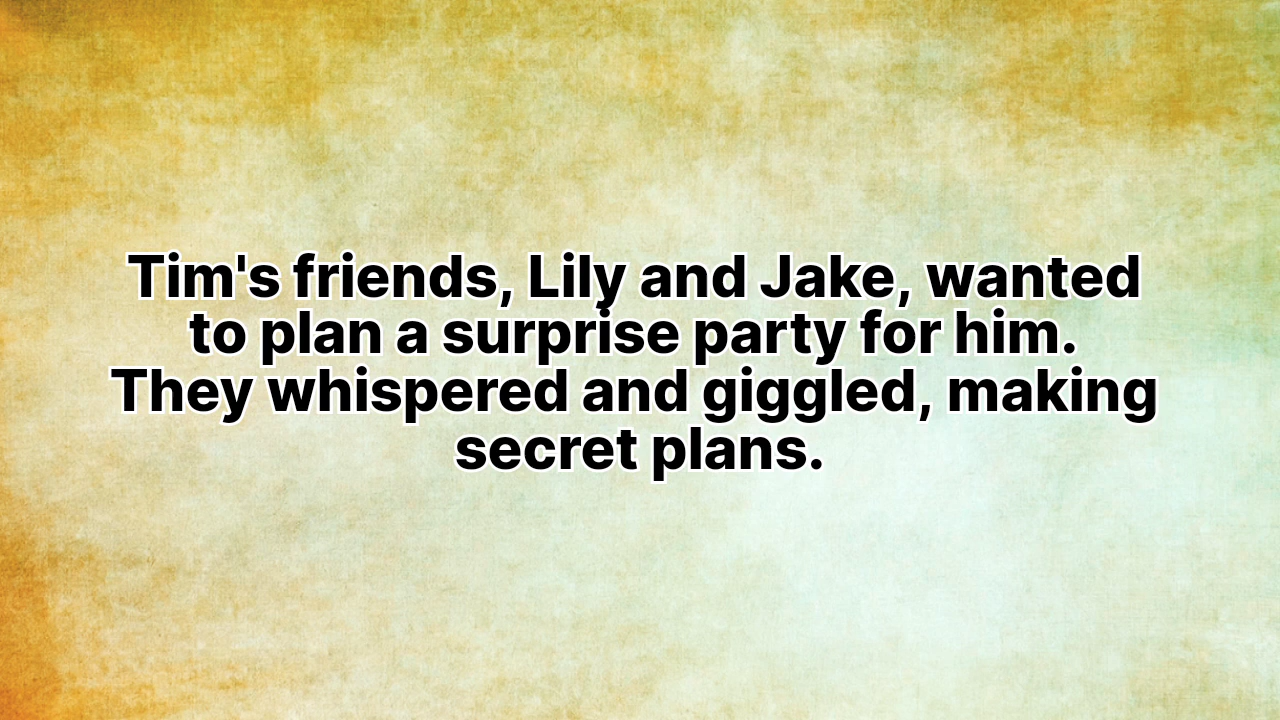 Tim's friends, Lily and Jake, wanted
to plan a surprise party for him.
They whispered and giggled, making
secret plans.